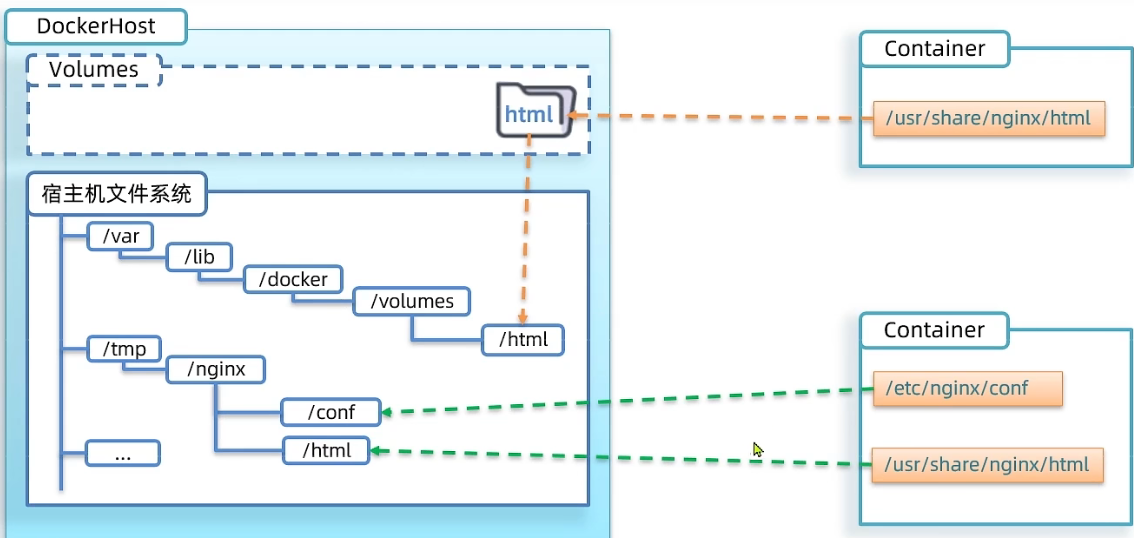 DockerHost
Volumes
html
宿主机文件系统
/var
/lib
/docker
/volumes
/html
/tmp
/nginx
/conf
/html
...
Container
/usr/share/nginx/html
Container
/etc/nginx/conf
/usr/share/nginx/html